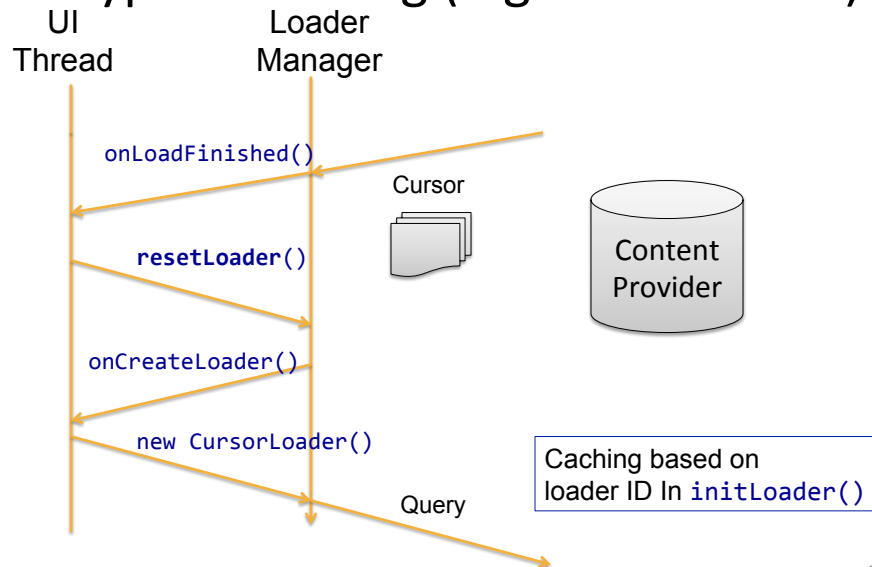 UI
Thread
Loader
Manager
onLoadFinished()
Cursor
Content
Provider
resetLoader()
onCreateLoader()
new CursorLoader()
Query
Caching based on
loader ID In initLoader()